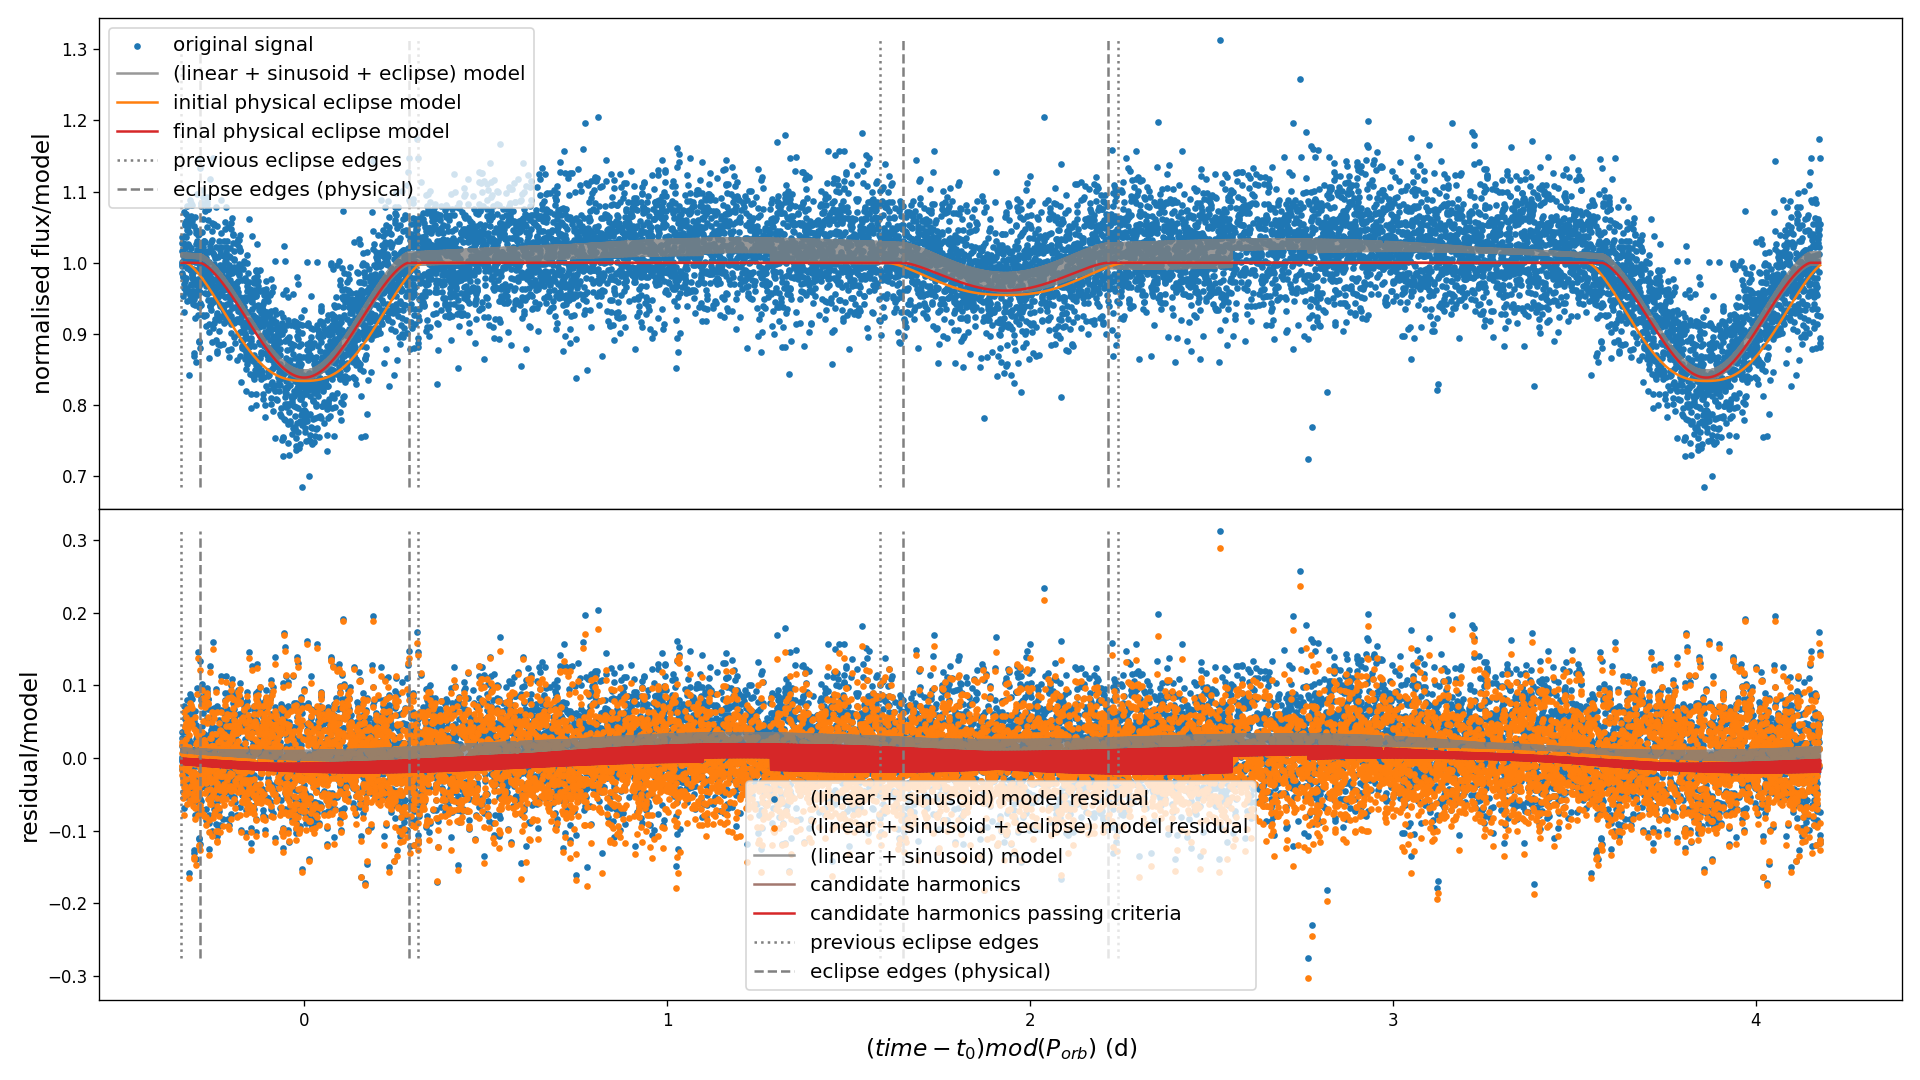 1.3
1.2
1.1
1.0
0.9
0.8
0.7
normalised flux/model
original signal
(linear + sinusoid + eclipse) model
initial physical eclipse model
final physical eclipse model
previous eclipse edges
eclipse edges (physical)
0.3
0.2
0.1
0.0
−0.1
−0.2
−0.3
residual/model
(linear + sinusoid) model residual
(linear + sinusoid + eclipse) model residual
(linear + sinusoid) model
candidate harmonics
candidate harmonics passing criteria
previous eclipse edges
eclipse edges (physical)
0 1 2 3 4
$(time − t_0)mod(P_{orb})$ (d)